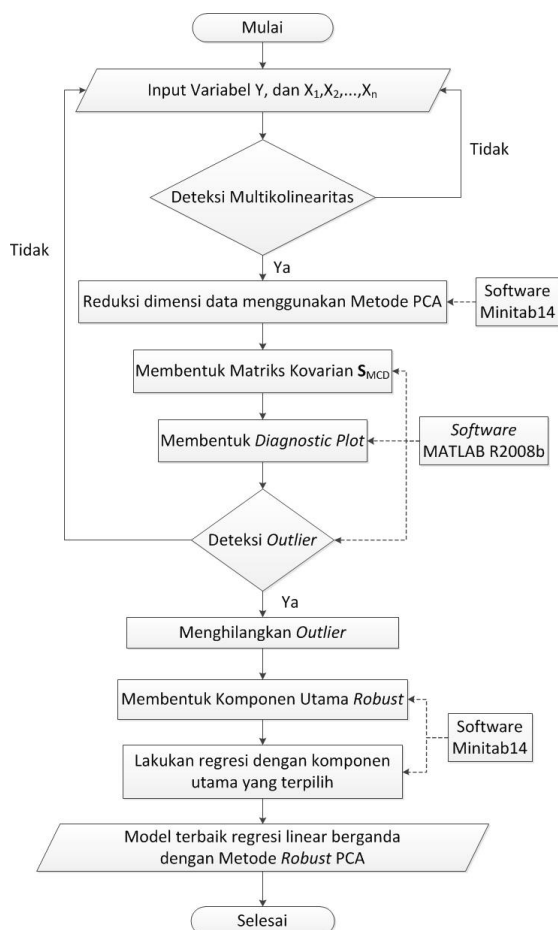 Mulai
Input Variabel Y, dan X₁,X₂,...,Xₙ
Tidak
Deteksi Multikolinearitas
Tidak
Ya
Reduksi dimensi data menggunakan Metode PCA
Software
Minitab14
Membentuk Matriks Kovarian S_MCD
Membentuk Diagnostic Plot
Software
MATLAB R2008b
Deteksi Outlier
Ya
Menghilangkan Outlier
Membentuk Komponen Utama Robust
Software
Minitab14
Lakukan regresi dengan komponen
utama yang terpilih
Model terbaik regresi linear berganda
dengan Metode Robust PCA
Selesai